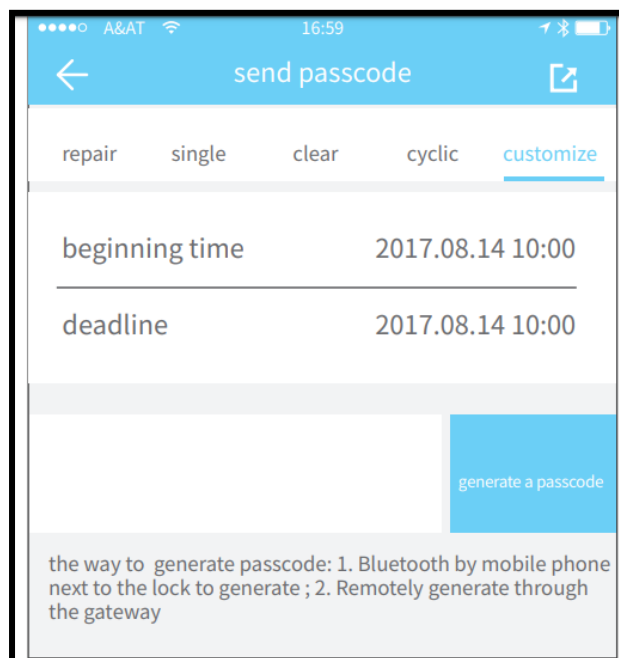 A&AT 16:59
send passcode
repair single clear cyclic customize
beginning time 2017.08.14 10:00
deadline 2017.08.14 10:00
generate a passcode
the way to generate passcode: 1. Bluetooth by mobile phone
next to the lock to generate ; 2. Remotely generate through
the gateway